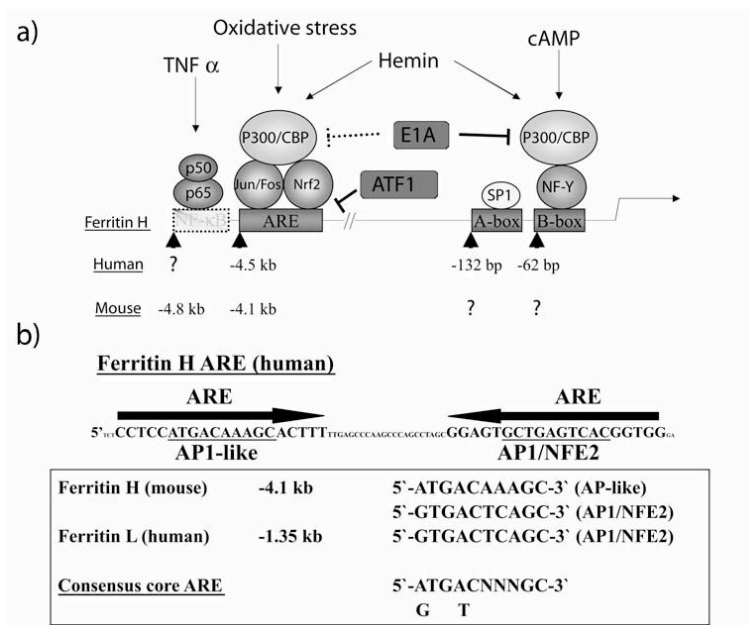 a)
Oxidative stress
cAMP
TNF α
Hemin
P300/CBP
E1A
P300/CBP
p50
p65
Jun/Fos
Nrf2
ATF1
SP1
NF-Y
Ferritin H
NF-κB
ARE
//
A-box
B-box
Human
?
-4.5 kb
-132 bp
-62 bp
Mouse
-4.8 kb
-4.1 kb
?
?
b)
Ferritin H ARE (human)
ARE
ARE
5'TCTCCTCCATGACAAAGCACTTTTTGAGCCCAAGCCCAGCCTAGCGGAGTGCTGAGTCACGGTGGGA
AP1-like
AP1/NFE2
Ferritin H (mouse) -4.1 kb 5`-ATGACAAAGC-3` (AP-like)
5`-GTGACTCAGC-3` (AP1/NFE2)
Ferritin L (human) -1.35 kb 5`-GTGACTCAGC-3` (AP1/NFE2)
Consensus core ARE 5`-ATGACNNNGC-3`
G T